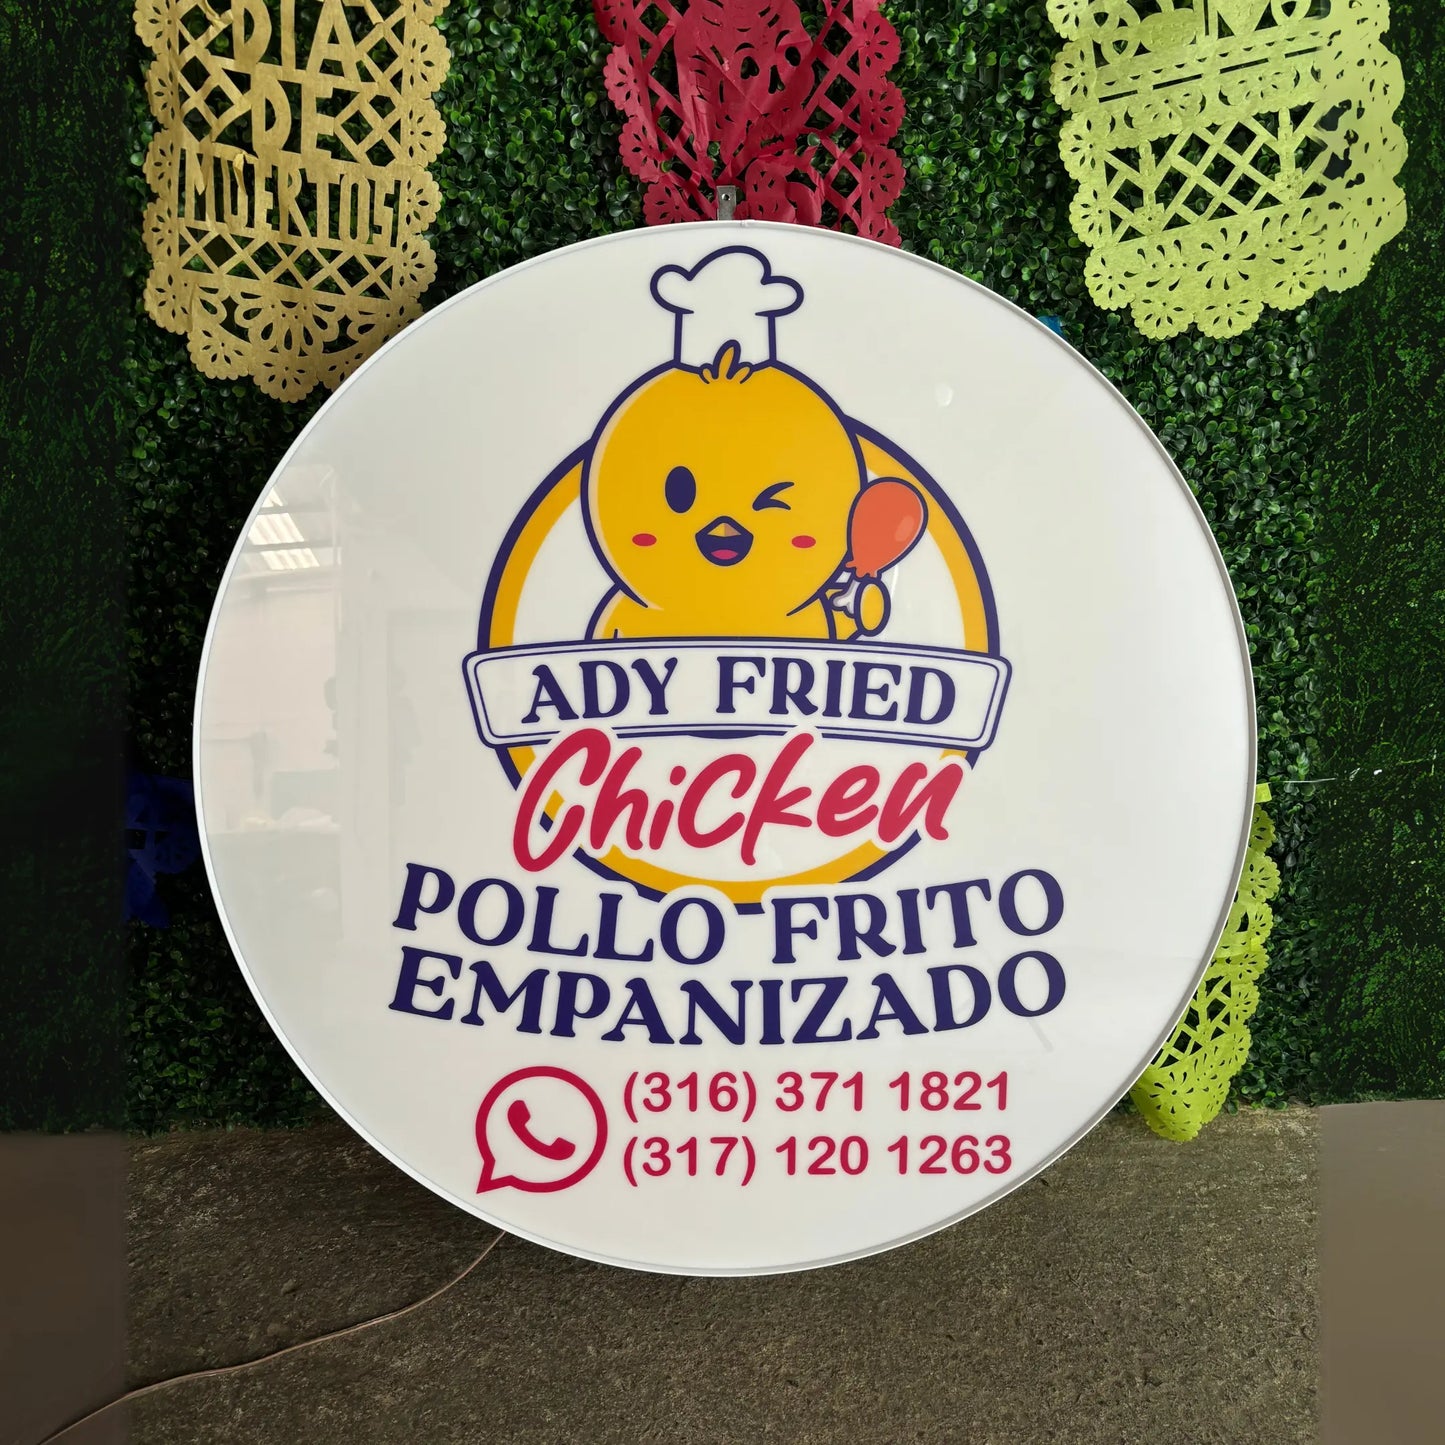 DIA
DE
MUERTOS
ADY FRIED
Chicken
POLLO FRITO
EMPANIZADO
(316) 371 1821
(317) 120 1263